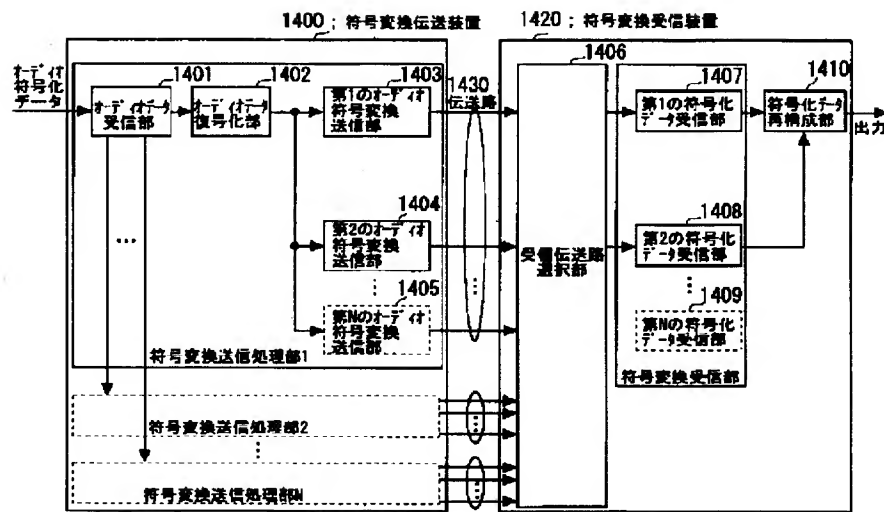 1400 ; 符号変換伝送装置
1420 ; 符号変換受信装置
オーディオ
符号化
データ
1401
オーディオデータ
受信部
1402
オーディオデータ
復号化部
1403
第1のオーディオ
符号変換
送信部
1430
伝送路
1406
受信伝送路
選択部
1407
第1の符号化
データ受信部
1410
符号化データ
再構成部
出力
…
1404
第2のオーディオ
符号変換
送信部
⋮
1405
第Nのオーディオ
符号変換
送信部
⋮
1408
第2の符号化
データ受信部
⋮
1409
第Nの符号化
データ受信部
符号変換送信処理部1
符号変換受信部
符号変換送信処理部2
⋮
⋮
符号変換送信処理部N
⋮